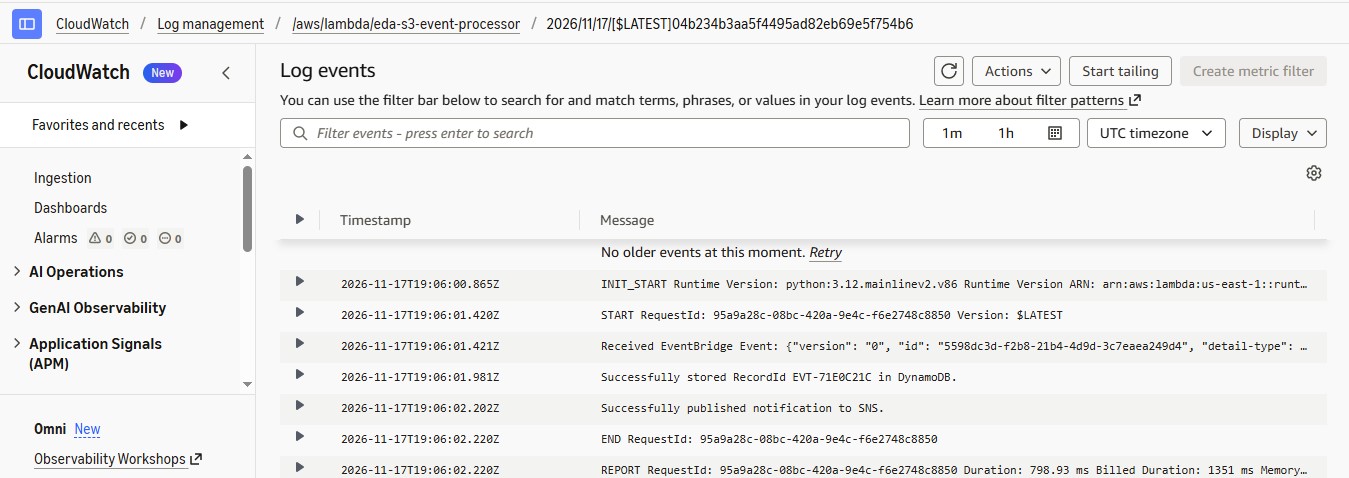 CloudWatch / Log management / /aws/lambda/eda-s3-event-processor / 2026/11/17/[$LATEST]04b234b3aa5f4495ad82eb69e5f754b6
CloudWatch New
Favorites and recents
Ingestion
Dashboards
Alarms 0 0 0
AI Operations
GenAI Observability
Application Signals
(APM)
Omni New
Observability Workshops
Log events
Actions
Start tailing
Create metric filter
You can use the filter bar below to search for and match terms, phrases, or values in your log events. Learn more about filter patterns
Filter events - press enter to search
1m 1h
UTC timezone
Display
Timestamp Message
No older events at this moment. Retry
2026-11-17T19:06:00.865Z INIT_START Runtime Version: python:3.12.mainlinev2.v86 Runtime Version ARN: arn:aws:lambda:us-east-1::runt…
2026-11-17T19:06:01.420Z START RequestId: 95a9a28c-08bc-420a-9e4c-f6e2748c8850 Version: $LATEST
2026-11-17T19:06:01.421Z Received EventBridge Event: {"version": "0", "id": "5598dc3d-f2b8-21b4-4d9d-3c7eaea249d4", "detail-type": …
2026-11-17T19:06:01.981Z Successfully stored RecordId EVT-71E0C21C in DynamoDB.
2026-11-17T19:06:02.202Z Successfully published notification to SNS.
2026-11-17T19:06:02.220Z END RequestId: 95a9a28c-08bc-420a-9e4c-f6e2748c8850
2026-11-17T19:06:02.220Z REPORT RequestId: 95a9a28c-08bc-420a-9e4c-f6e2748c8850 Duration: 798.93 ms Billed Duration: 1351 ms Memory…